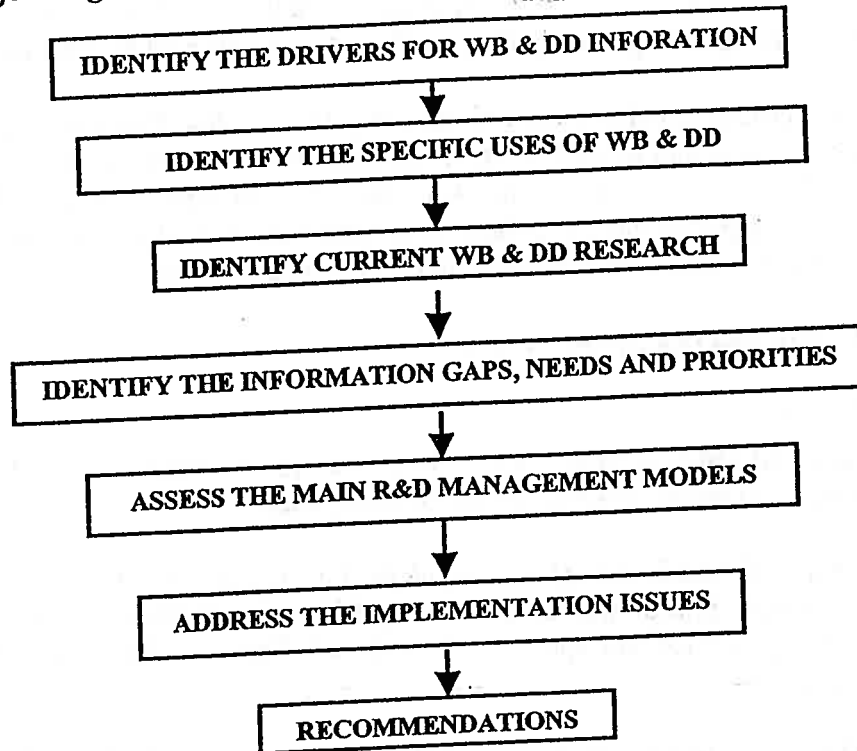 IDENTIFY THE DRIVERS FOR WB & DD INFORATION
IDENTIFY THE SPECIFIC USES OF WB & DD
IDENTIFY CURRENT WB & DD RESEARCH
IDENTIFY THE INFORMATION GAPS, NEEDS AND PRIORITIES
ASSESS THE MAIN R&D MANAGEMENT MODELS
ADDRESS THE IMPLEMENTATION ISSUES
RECOMMENDATIONS